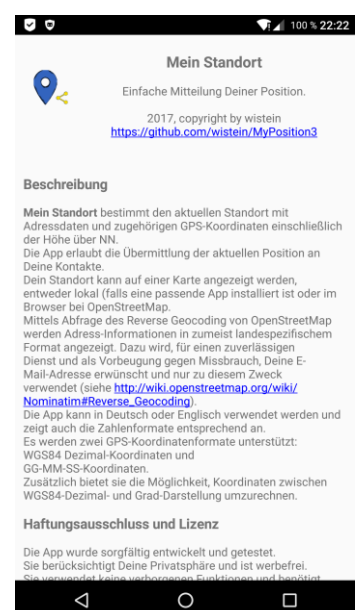 100 % 22:22
Mein Standort
Einfache Mitteilung Deiner Position.
2017, copyright by wistein
https://github.com/wistein/MyPosition3
Beschreibung
Mein Standort bestimmt den aktuellen Standort mit
Adressdaten und zugehörigen GPS-Koordinaten einschließlich
der Höhe über NN.
Die App erlaubt die Übermittlung der aktuellen Position an
Deine Kontakte.
Dein Standort kann auf einer Karte angezeigt werden,
entweder lokal (falls eine passende App installiert ist oder im
Browser bei OpenStreetMap.
Mittels Abfrage des Reverse Geocoding von OpenStreetMap
werden Adress-Informationen in zumeist landespezifischem
Format angezeigt. Dazu wird, für einen zuverlässigen
Dienst und als Vorbeugung gegen Missbrauch, Deine E-
Mail-Adresse erwünscht und nur zu diesem Zweck
verwendet (siehe http://wiki.openstreetmap.org/wiki/
Nominatim#Reverse_Geocoding).
Die App kann in Deutsch oder Englisch verwendet werden und
zeigt auch die Zahlenformate entsprechend an.
Es werden zwei GPS-Koordinatenformate unterstützt:
WGS84 Dezimal-Koordinaten und
GG-MM-SS-Koordinaten.
Zusätzlich bietet sie die Möglichkeit, Koordinaten zwischen
WGS84-Dezimal- und Grad-Darstellung umzurechnen.
Haftungsausschluss und Lizenz
Die App wurde sorgfältig entwickelt und getestet.
Sie berücksichtigt Deine Privatsphäre und ist werbefrei.
Sie verwendet keine verborgenen Funktionen und benötigt